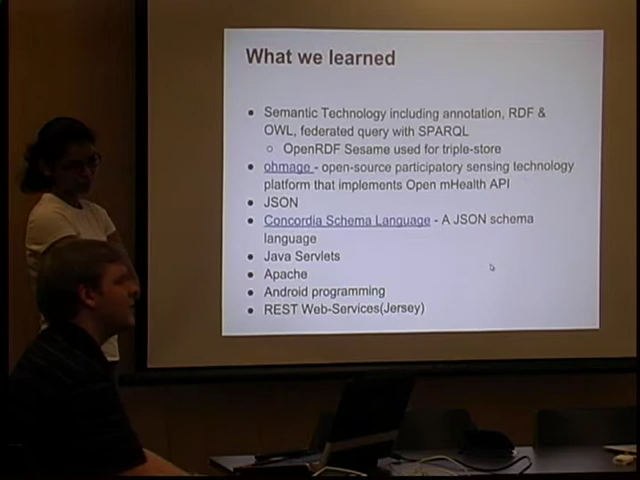 What we learned
• Semantic Technology including annotation, RDF &
OWL, federated query with SPARQL
○ OpenRDF Sesame used for triple-store
• ohmage - open-source participatory sensing technology
platform that implements Open mHealth API
• JSON
• Concordia Schema Language - A JSON schema
language
• Java Servlets
• Apache
• Android programming
• REST Web-Services(Jersey)